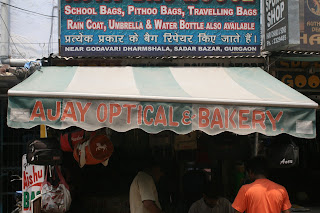 SCHOOL BAGS, PITHOO BAGS, TRAVELLING BAGS
RAIN COAT, UMBRELLA & WATER BOTTLE ALSO AVAILABLE
प्रत्येक प्रकार के बैग रिपेयर किए जाते हैं।
NEAR GODAVARI DHARMSHALA, SADAR BAZAR, GURGAON
AJAY OPTICAL & BAKERY